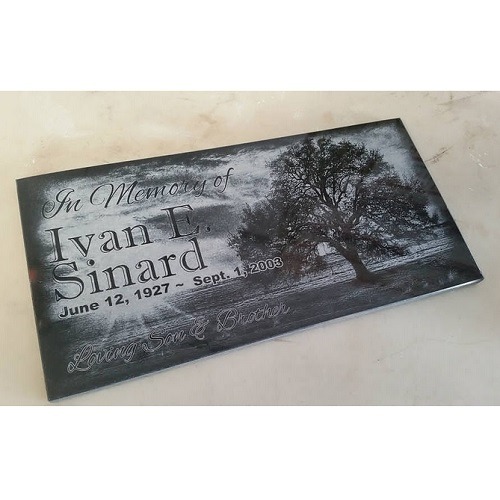 In Memory of
Ivan E.
Sinard
June 12, 1927 ~ Sept. 1, 2003
Loving Son & Brother